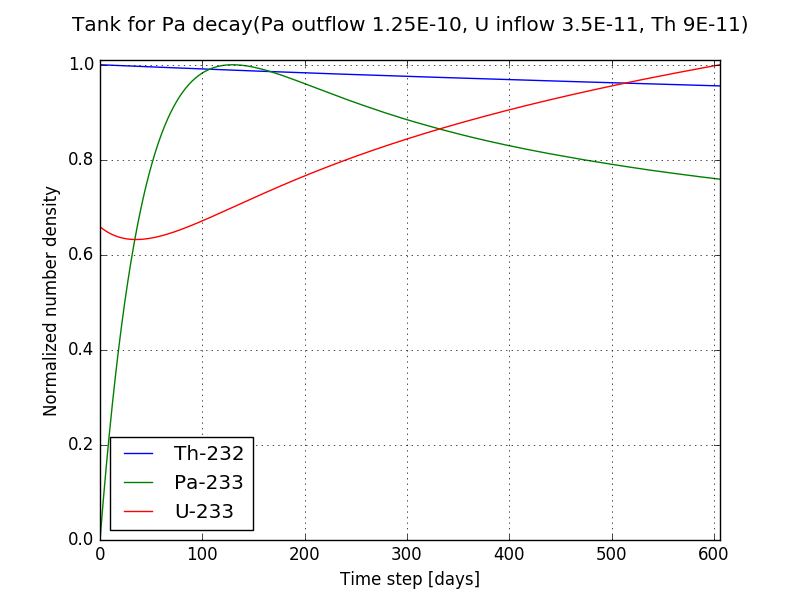 Tank for Pa decay(Pa outflow 1.25E-10, U inflow 3.5E-11, Th 9E-11)
Normalized number density
1.0
0.8
0.6
0.4
0.2
0.0
Th-232
Pa-233
U-233
0 100 200 300 400 500 600
Time step [days]